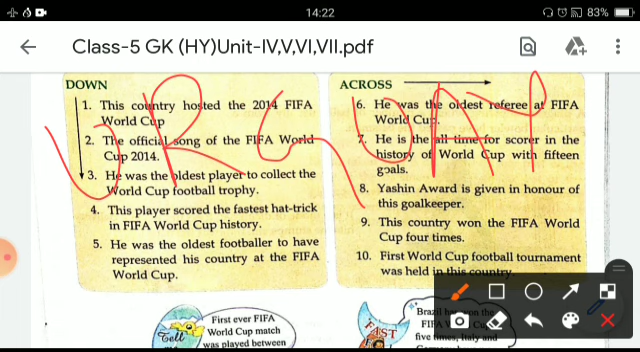 14:22
83%
Class-5 GK (HY)Unit-IV,V,VI,VII.pdf
DOWN
1. This country hosted the 2014 FIFA
World Cup
2. The official song of the FIFA World
Cup 2014.
3. He was the oldest player to collect the
World Cup football trophy.
4. This player scored the fastest hat-trick
in FIFA World Cup history.
5. He was the oldest footballer to have
represented his country at the FIFA
World Cup.
ACROSS
6. He was the oldest referee at FIFA
World Cup.
7. He is the all-time for scorer in the
history of World Cup with fifteen
goals.
8. Yashin Award is given in honour of
this goalkeeper.
9. This country won the FIFA World
Cup four times.
10. First World Cup football tournament
was held in this country
Tell
First ever FIFA
World Cup match
was played between
FAST
Brazil has won the
FIFA
five times, Italy and